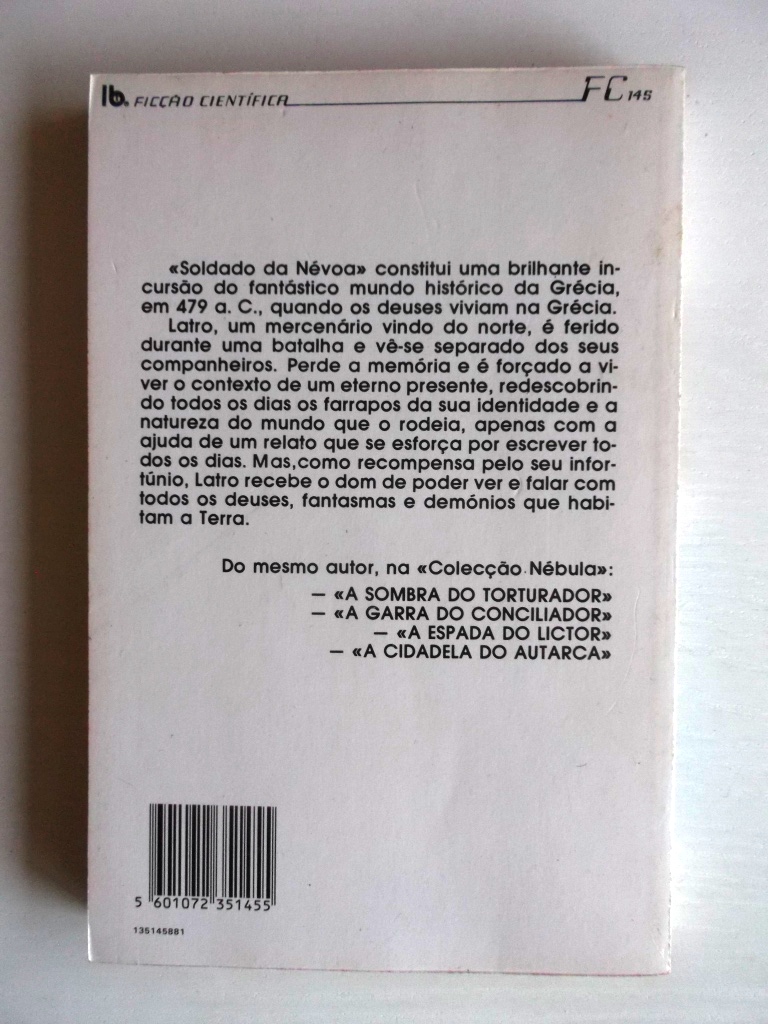 lb. FICÇÃO CIENTÍFICA FC 145
«Soldado da Névoa» constitui uma brilhante in-
cursão do fantástico mundo histórico da Grécia,
em 479 a. C., quando os deuses viviam na Grécia.
Latro, um mercenário vindo do norte, é ferido
durante uma batalha e vê-se separado dos seus
companheiros. Perde a memória e é forçado a vi-
ver o contexto de um eterno presente, redescobrin-
do todos os dias os farrapos da sua identidade e a
natureza do mundo que o rodeia, apenas com a
ajuda de um relato que se esforça por escrever to-
dos os dias. Mas,como recompensa pelo seu infor-
túnio, Latro recebe o dom de poder ver e falar com
todos os deuses, fantasmas e demónios que habi-
tam a Terra.
Do mesmo autor, na «Colecção Nébula»:
— «A SOMBRA DO TORTURADOR»
— «A GARRA DO CONCILIADOR»
— «A ESPADA DO LICTOR»
— «A CIDADELA DO AUTARCA»
5 601072 351455
135145881